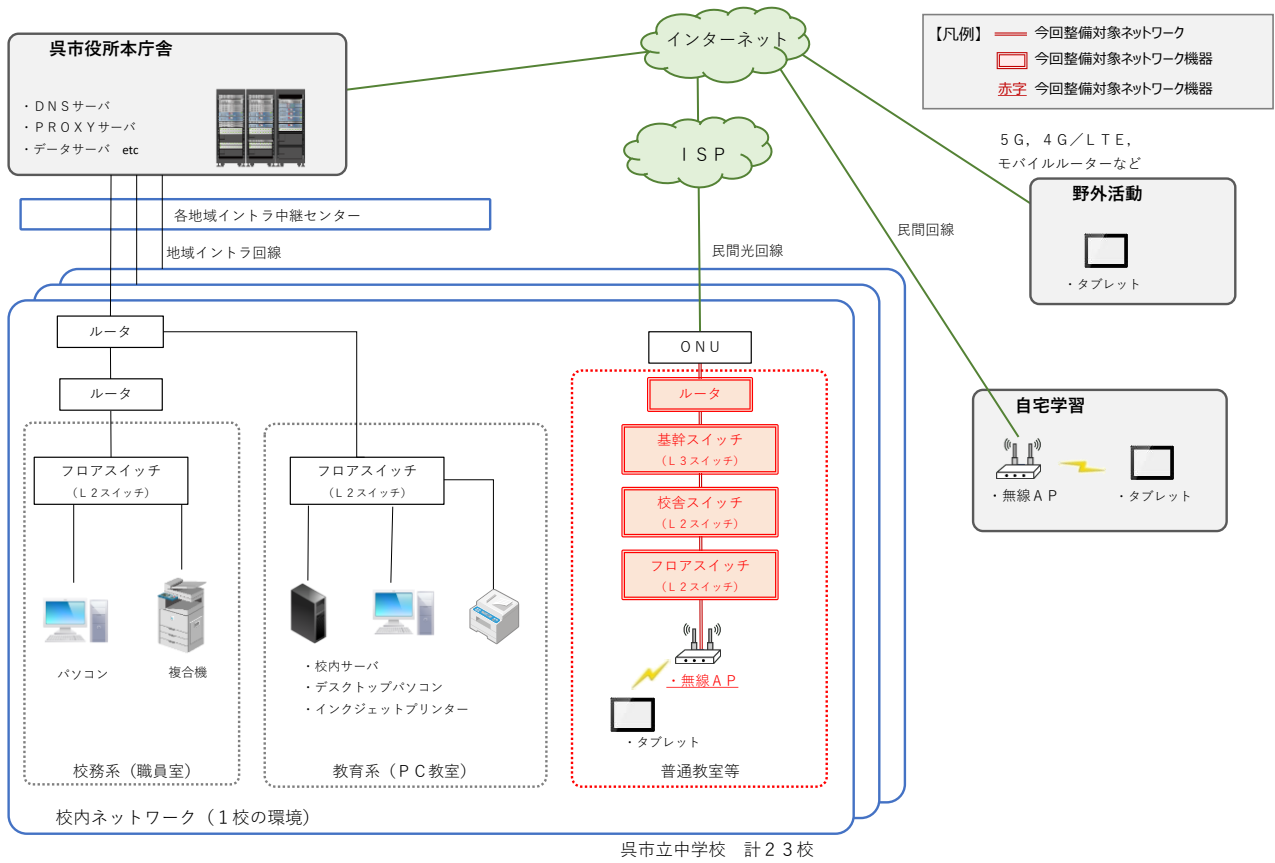 呉市役所本庁舎
・ＤＮＳサーバ
・ＰＲＯＸＹサーバ
・データサーバ　etc
インターネット
ＩＳＰ
【凡例】
今回整備対象ネットワーク
今回整備対象ネットワーク機器
赤字 今回整備対象ネットワーク機器
５Ｇ，４Ｇ／ＬＴＥ，
モバイルルーターなど
野外活動
・タブレット
各地域イントラ中継センター
地域イントラ回線
民間光回線
民間回線
自宅学習
・無線ＡＰ
・タブレット
ルータ
ルータ
フロアスイッチ
（Ｌ２スイッチ）
パソコン
複合機
校務系（職員室）
フロアスイッチ
（Ｌ２スイッチ）
・校内サーバ
・デスクトップパソコン
・インクジェットプリンター
教育系（ＰＣ教室）
ＯＮＵ
ルータ
基幹スイッチ
（Ｌ３スイッチ）
校舎スイッチ
（Ｌ２スイッチ）
フロアスイッチ
（Ｌ２スイッチ）
・無線ＡＰ
・タブレット
普通教室等
校内ネットワーク（１校の環境）
呉市立中学校　計２３校